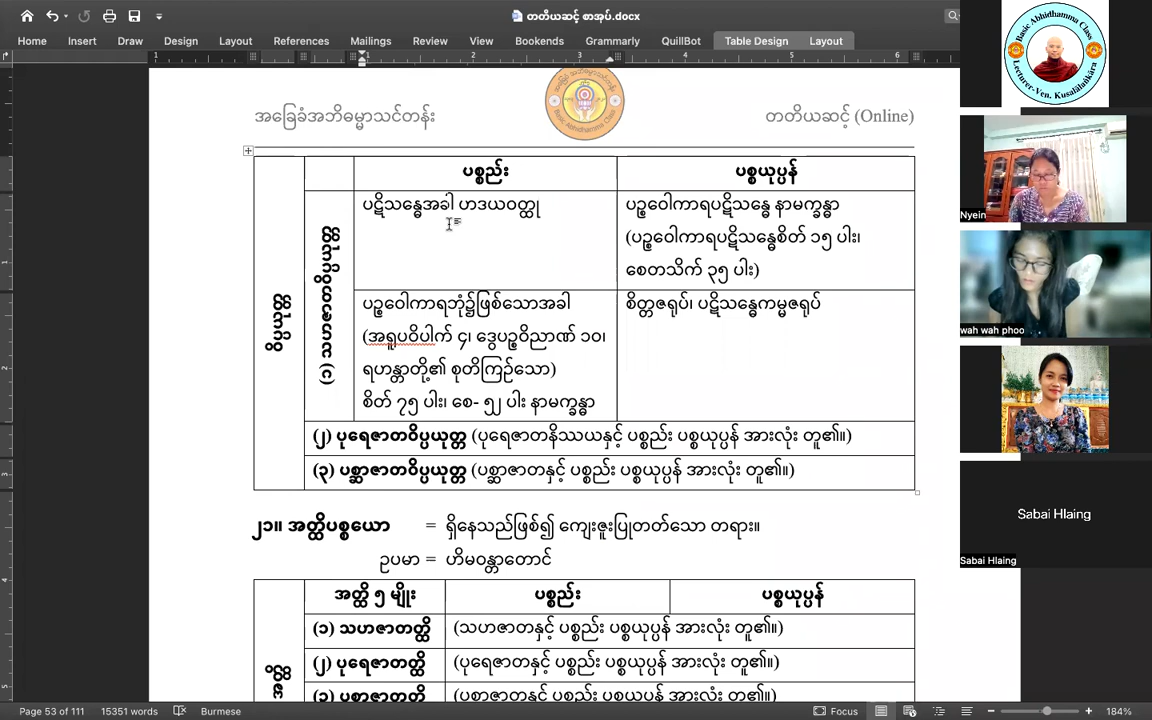 တတိယဆင့် စာအုပ်.docx
Home Insert Draw Design Layout References Mailings Review View Bookends Grammarly QuillBot Table Design Layout
အခြေခံအဘိဓမ္မာသင်တန်း
တတိယဆင့် (Online)
Basic Abhidhamma Class
ပစ္စည်း ပစ္စယုပ္ပန်
ပဋိသန္ဓေအခါ ဟဒယဝတ္ထု
ပဉ္စဝေါကာရပဋိသန္ဓေ နာမက္ခန္ဓာ
(ပဉ္စဝေါကာရပဋိသန္ဓေစိတ် ၁၅ ပါး၊
စေတသိက် ၃၅ ပါး)
ပဉ္စဝေါကာရဘုံ၌ဖြစ်သောအခါ
(အရူပဝိပါက် ၄၊ ဒွေပဉ္စဝိညာဏ် ၁၀၊
ရဟန္တာတို့၏ စုတိကြဉ်သော)
စိတ် ၇၅ ပါး၊ စေ- ၅၂ ပါး နာမက္ခန္ဓာ
စိတ္တဇရုပ်၊ ပဋိသန္ဓေကမ္မဇရုပ်
(၂) ပုရေဇာတဝိပ္ပယုတ္တ (ပုရေဇာတနိဿယနှင့် ပစ္စည်း ပစ္စယုပ္ပန် အားလုံး တူ၏။)
(၃) ပစ္ဆာဇာတဝိပ္ပယုတ္တ (ပစ္ဆာဇာတနှင့် ပစ္စည်း ပစ္စယုပ္ပန် အားလုံး တူ၏။)
၂၁။ အတ္ထိပစ္စယော = ရှိနေသည်ဖြစ်၍ ကျေးဇူးပြုတတ်သော တရား။
ဥပမာ = ဟိမဝန္တာတောင်
အတ္ထိ ၅ မျိုး ပစ္စည်း ပစ္စယုပ္ပန်
(၁) သဟဇာတတ္ထိ (သဟဇာတနှင့် ပစ္စည်း ပစ္စယုပ္ပန် အားလုံး တူ၏။)
(၂) ပုရေဇာတတ္ထိ (ပုရေဇာတနှင့် ပစ္စည်း ပစ္စယုပ္ပန် အားလုံး တူ၏။)
Page 53 of 111 15351 words Burmese Focus 184%
Basic Abhidhamma Class
Lecturer-Ven. Kusalālaṅkāra
Nyein
wah wah phoo
Sabai Hlaing
Sabai Hlaing